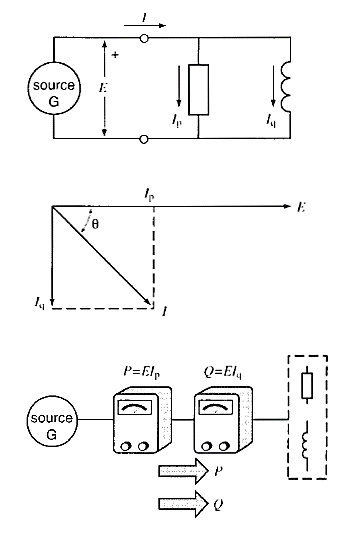 I
+
source
G
E
Ip
Iq
Ip
E
θ
Iq
I
P=EIp
Q=EIq
source
G
P
Q